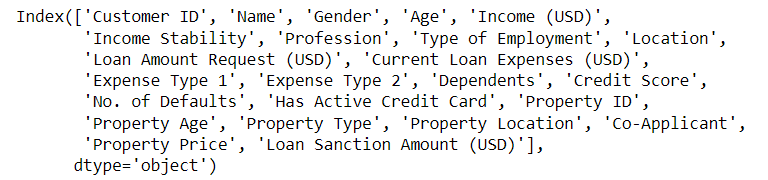 Index(['Customer ID', 'Name', 'Gender', 'Age', 'Income (USD)',
'Income Stability', 'Profession', 'Type of Employment', 'Location',
'Loan Amount Request (USD)', 'Current Loan Expenses (USD)',
'Expense Type 1', 'Expense Type 2', 'Dependents', 'Credit Score',
'No. of Defaults', 'Has Active Credit Card', 'Property ID',
'Property Age', 'Property Type', 'Property Location', 'Co-Applicant',
'Property Price', 'Loan Sanction Amount (USD)'],
dtype='object')